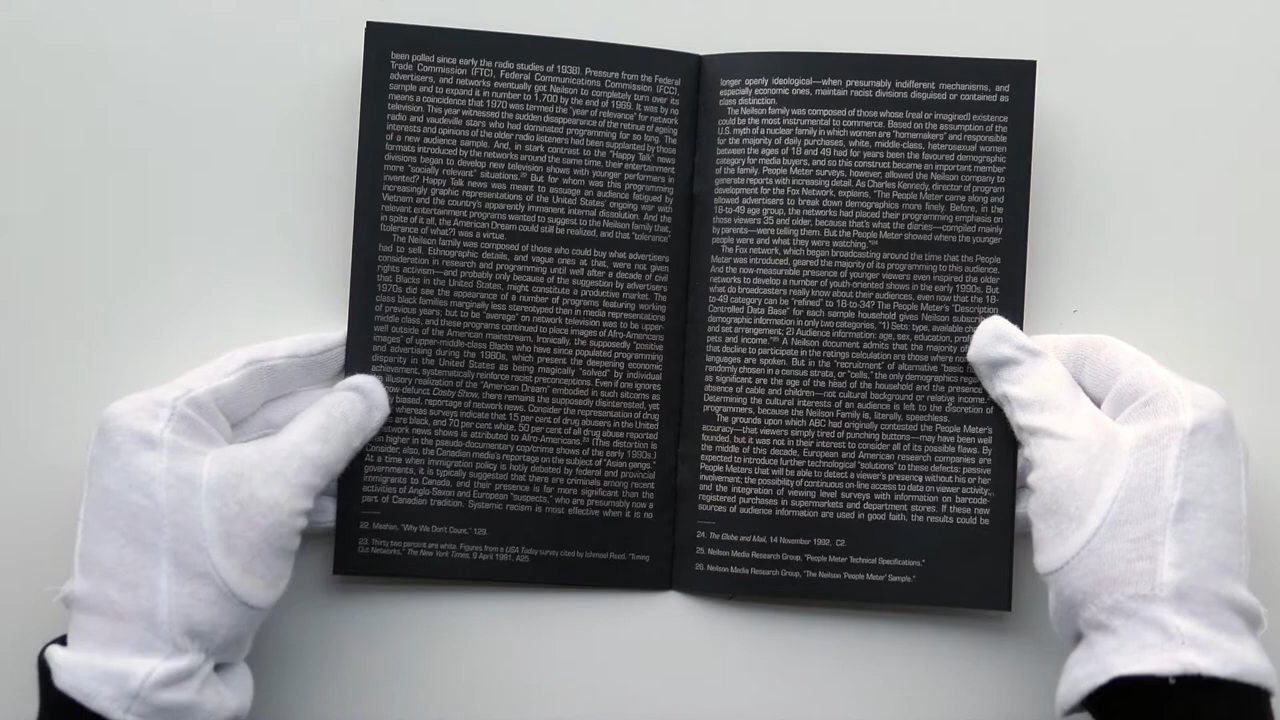 been polled since early the radio studies of 1938). Pressure from the Federal
Trade Commission (FTC), Federal Communications Commission (FCC),
advertisers, and networks eventually got Neilson to completely turn over its
sample and to expand it in number to 1,700 by the end of 1969. It was by no
means a coincidence that 1970 was termed the "year of relevance" for network
television. This year witnessed the sudden disappearance of the retinue of ageing
radio and vaudeville stars who had dominated programming for so long. The
interests and opinions of the older radio listeners had been supplanted by those
of a new audience sample. And, in stark contrast to the "Happy Talk" news
formats introduced by the networks around the same time, their entertainment
divisions began to develop new television shows with younger performers in
more "socially relevant" situations.²² But for whom was this programming
invented? Happy Talk news was meant to assuage an audience fatigued by
increasingly graphic representations of the United States' ongoing war with
Vietnam and the country's apparently immanent internal dissolution. And the
relevant entertainment programs wanted to suggest to the Neilson family that,
in spite of it all, the American Dream could still be realized, and that "tolerance"
(tolerance of what?) was a virtue.
The Neilson family was composed of those who could buy what advertisers
had to sell. Ethnographic details, and vague ones at that, were not given
consideration in research and programming until well after a decade of civil
rights activism—and probably only because of the suggestion by advertisers
that Blacks in the United States, might constitute a productive market. The
1970s did see the appearance of a number of programs featuring working
class black families marginally less stereotyped than in media representations
of previous years; but to be "average" on network television was to be upper-
middle class, and these programs continued to place images of Afro-Americans
well outside of the American mainstream. Ironically, the supposedly "positive
images" of upper-middle-class Blacks who have since populated programming
and advertising during the 1980s, which present the deepening economic
disparity in the United States as being magically "solved" by individual
achievement, systematically reinforce racist preconceptions. Even if one ignores
illusory realization of the "American Dream" embodied in such sitcoms as
now-defunct Cosby Show, there remains the supposedly disinterested, yet
biased, reportage of network news. Consider the representation of drug
whereas surveys indicate that 15 per cent of drug abusers in the United
are black, and 70 per cent white, 50 per cent of all drug abuse reported
network news shows is attributed to Afro-Americans.²³ (This distortion is
higher in the pseudo-documentary cop/crime shows of the early 1990s.)
Consider, also, the Canadian media's reportage on the subject of "Asian gangs."
At a time when immigration policy is hotly debated by federal and provincial
governments, it is typically suggested that there are criminals among recent
immigrants to Canada, and their presence is far more significant than the
activities of Anglo-Saxon and European "suspects," who are presumably now a
part of Canadian tradition. Systemic racism is most effective when it is no
22. Meehan, "Why We Don't Count," 129.
23. Thirty two percent are white. Figures from a USA Today survey cited by Ishmael Reed, "Tuning
Out Networks," The New York Times, 9 April 1991, A25.
longer openly ideological—when presumably indifferent mechanisms, and
especially economic ones, maintain racist divisions disguised or contained as
class distinction.
The Neilson family was composed of those whose (real or imagined) existence
could be the most instrumental to commerce. Based on the assumption of the
U.S. myth of a nuclear family in which women are "homemakers" and responsible
for the majority of daily purchases, white, middle-class, heterosexual women
between the ages of 18 and 49 had for years been the favoured demographic
category for media buyers, and so this construct became an important member
of the family. People Meter surveys, however, allowed the Neilson company to
generate reports with increasing detail. As Charles Kennedy, director of program
development for the Fox Network, explains, "The People Meter came along and
allowed advertisers to break down demographics more finely. Before, in the
18-to-49 age group, the networks had placed their programming emphasis on
those viewers 35 and older, because that's what the diaries—compiled mainly
by parents—were telling them. But the People Meter showed where the younger
people were and what they were watching."²⁴
The Fox network, which began broadcasting around the time that the People
Meter was introduced, geared the majority of its programming to this audience.
And the now-measurable presence of younger viewers even inspired the older
networks to develop a number of youth-oriented shows in the early 1990s. But
what do broadcasters really know about their audiences, even now that the 18-
to-49 category can be "refined" to 18-to-34? The People Meter's "Description
Controlled Data Base" for each sample household gives Neilson
demographic information in only two categories, "1) Sets: type, available
and set arrangement; 2) Audience information: age, sex, education,
pets and income."²⁵ A Neilson document admits that the majority
that decline to participate in the ratings calculation are those where
languages are spoken. But in the "recruitment" of alternative "basic
randomly chosen in a census strata, or "cells," the only demographics
as significant are the age of the head of the household and the presence
absence of cable and children—not cultural background or relative income.²⁶
Determining the cultural interests of an audience is left to the discretion of
programmers, because the Neilson Family is, literally, speechless.
The grounds upon which ABC had originally contested the People Meter's
accuracy—that viewers simply tired of punching buttons—may have been well
founded, but it was not in their interest to consider all of its possible flaws. By
the middle of this decade, European and American research companies are
expected to introduce further technological "solutions" to these defects: passive
People Meters that will be able to detect a viewer's presence without his or her
involvement; the possibility of continuous on-line access to data on viewer activity;
and the integration of viewing level surveys with information on barcode-
registered purchases in supermarkets and department stores. If these new
sources of audience information are used in good faith, the results could be
24. The Globe and Mail, 14 November 1992, C2.
25. Neilson Media Research Group, "People Meter Technical Specifications."
26. Neilson Media Research Group, "The Neilson 'People Meter' Sample."